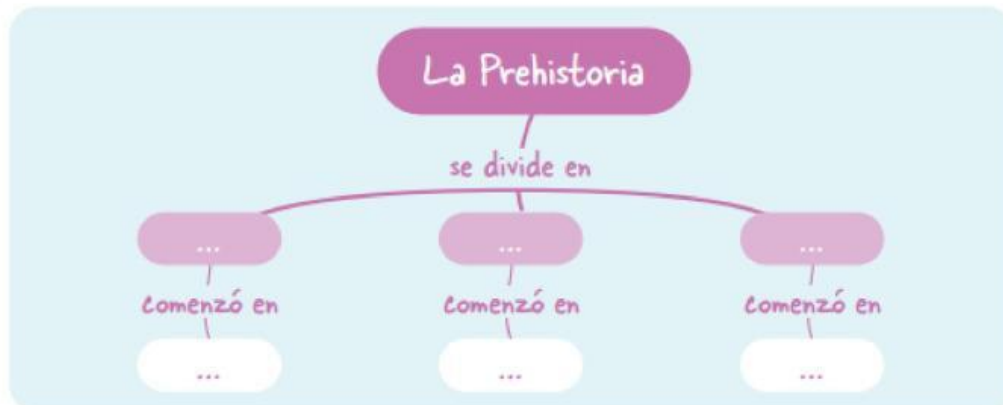 La Prehistoria
se divide en
... ... ...
Comenzó en Comenzó en Comenzó en
... ... ...